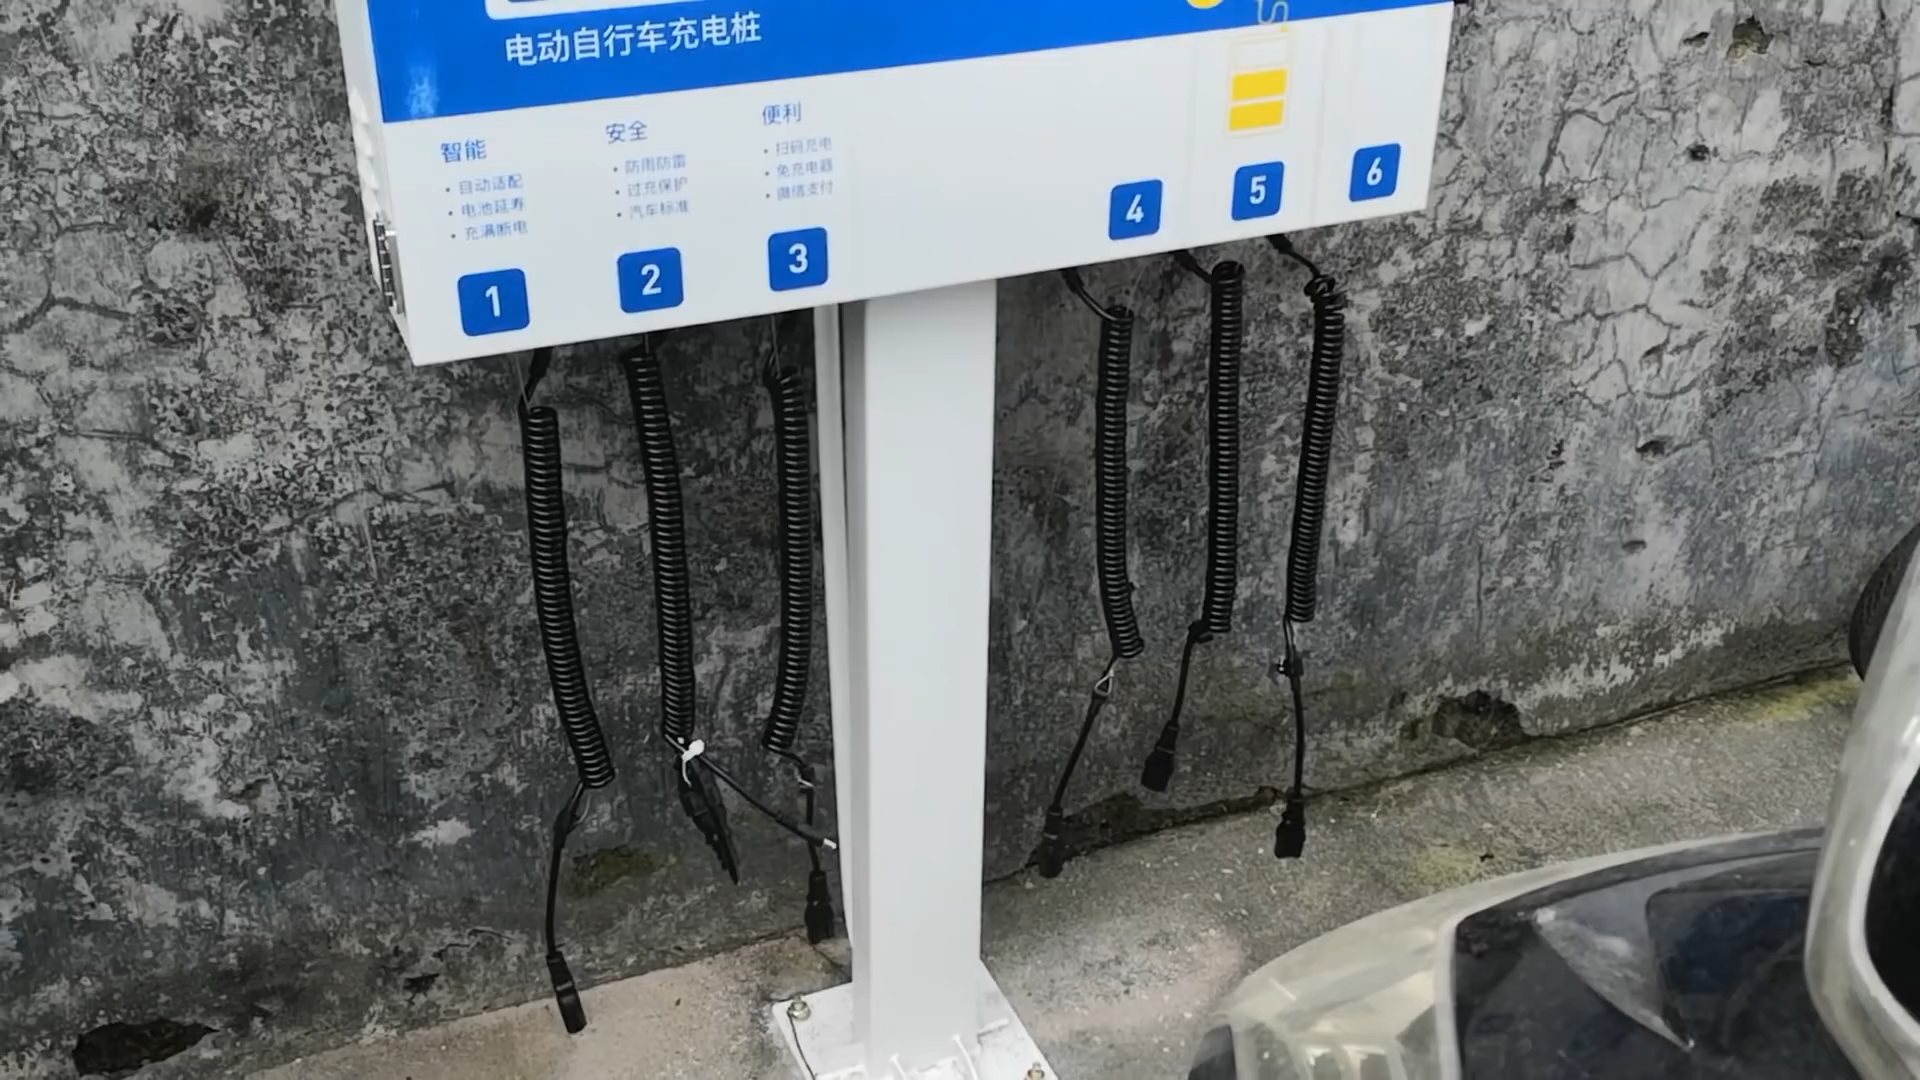 电动自行车充电桩
智能
• 自动适配
• 电池延寿
• 充满断电
安全
• 防雨防雷
• 过充保护
• 汽车标准
便利
• 扫码充电
• 免充电器
• 微信支付
1
2
3
4
5
6